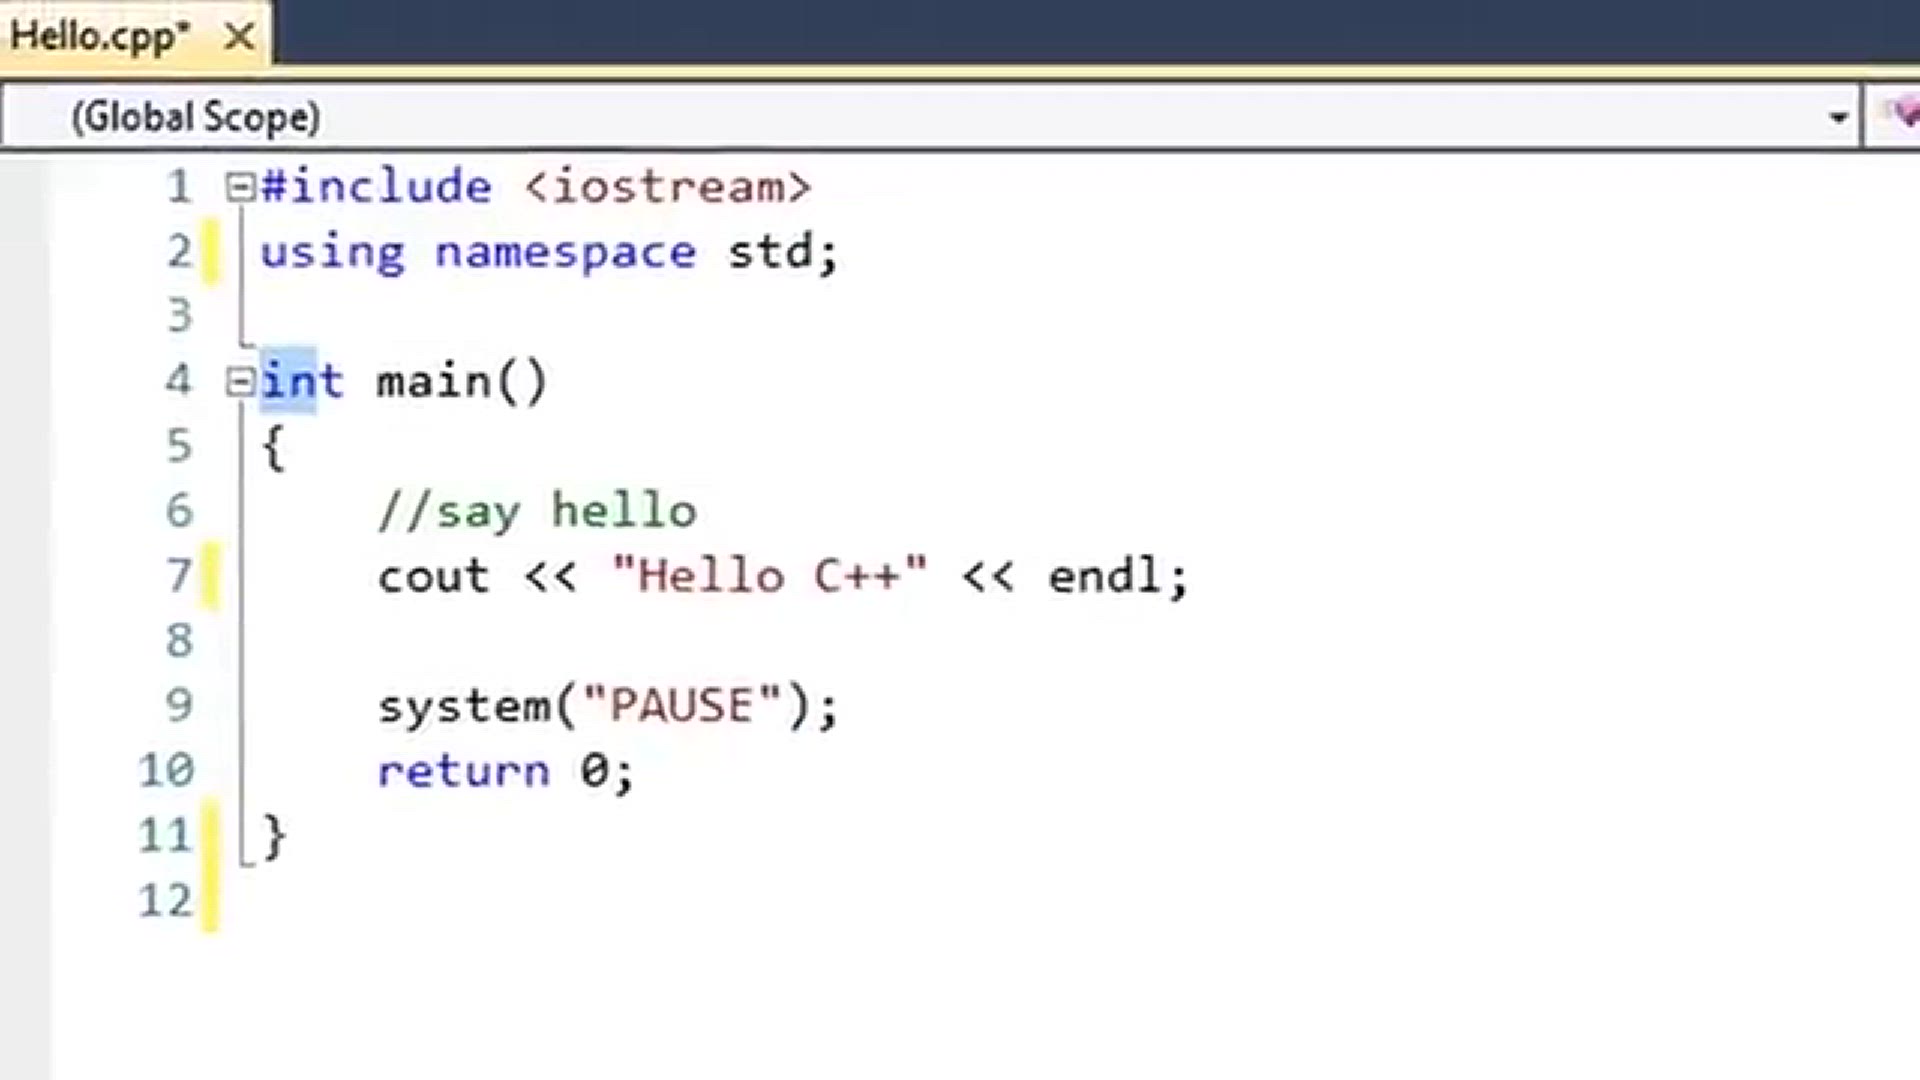 Hello.cpp*
(Global Scope)
1 #include <iostream>
2 using namespace std;
3
4 int main()
5 {
6 //say hello
7 cout << "Hello C++" << endl;
8
9 system("PAUSE");
10 return 0;
11 }
12